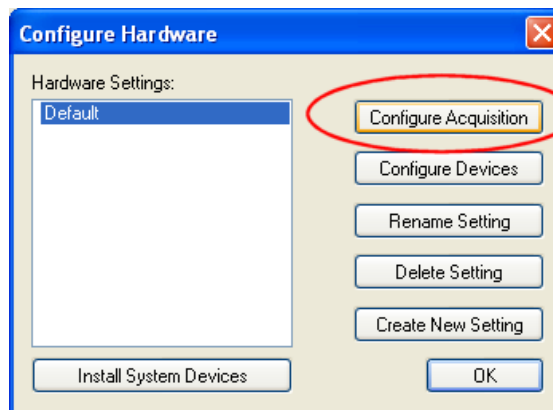 Configure Hardware
Hardware Settings:
Default
Configure Acquisition
Configure Devices
Rename Setting
Delete Setting
Create New Setting
Install System Devices
OK